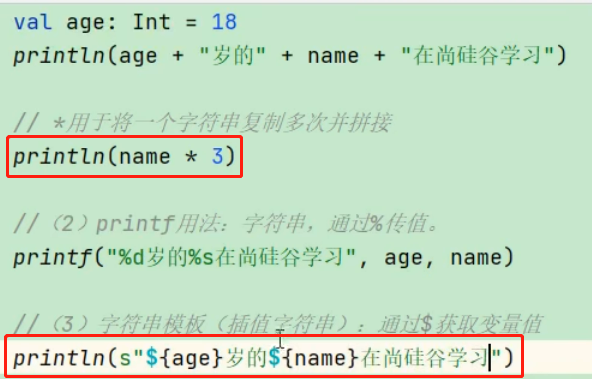 val age: Int = 18
println(age + "岁的" + name + "在尚硅谷学习")
// *用于将一个字符串复制多次并拼接
println(name * 3)
//（2）printf用法：字符串，通过%传值。
printf("%d岁的%s在尚硅谷学习", age, name)
//（3）字符串模板（插值字符串）：通过$获取变量值
println(s"${age}岁的${name}在尚硅谷学习")